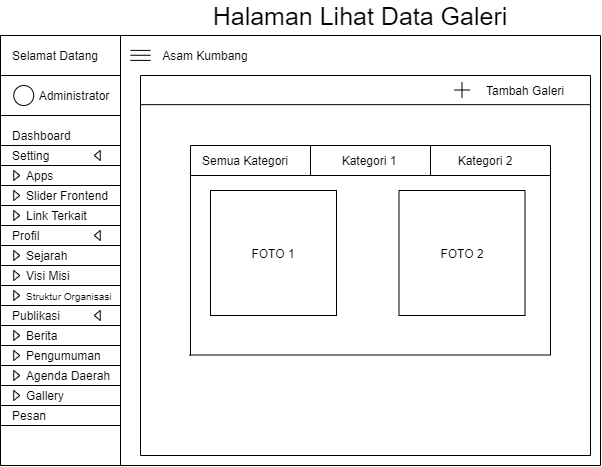 Halaman Lihat Data Galeri
Selamat Datang
Asam Kumbang
Administrator
Tambah Galeri
Dashboard
Setting
Apps
Slider Frontend
Link Terkait
Profil
Sejarah
Visi Misi
Struktur Organisasi
Publikasi
Berita
Pengumuman
Agenda Daerah
Gallery
Pesan
Semua Kategori
Kategori 1
Kategori 2
FOTO 1
FOTO 2